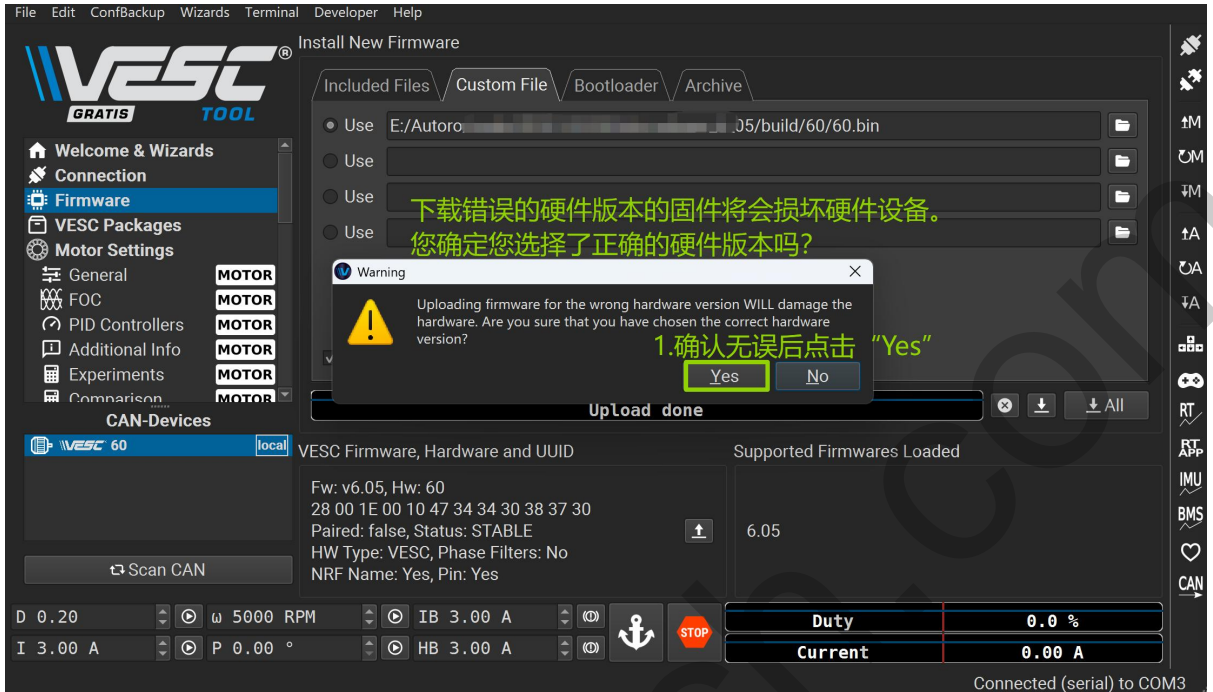 File Edit ConfBackup Wizards Terminal Developer Help
VESC®
GRATIS TOOL
Welcome & Wizards
Connection
Firmware
VESC Packages
Motor Settings
General MOTOR
FOC MOTOR
PID Controllers MOTOR
Additional Info MOTOR
Experiments MOTOR
Comparison MOTOR
CAN-Devices
VESC 60 local
Scan CAN
Install New Firmware
Included Files Custom File Bootloader Archive
Use E:/Autoro 05/build/60/60.bin
Use
Use
Use
下载错误的硬件版本的固件将会损坏硬件设备。
您确定您选择了正确的硬件版本吗?
Warning
Uploading firmware for the wrong hardware version WILL damage the
hardware. Are you sure that you have chosen the correct hardware
version?
1.确认无误后点击 “Yes”
Yes No
Upload done
All
VESC Firmware, Hardware and UUID
Fw: v6.05, Hw: 60
28 00 1E 00 10 47 34 34 30 38 37 30
Paired: false, Status: STABLE
HW Type: VESC, Phase Filters: No
NRF Name: Yes, Pin: Yes
Supported Firmwares Loaded
6.05
M
M
M
A
A
A
RT
RT
APP
IMU
BMS
CAN
D 0.20 ω 5000 RPM IB 3.00 A
I 3.00 A P 0.00 ° HB 3.00 A
STOP
Duty 0.0 %
Current 0.00 A
Connected (serial) to COM3